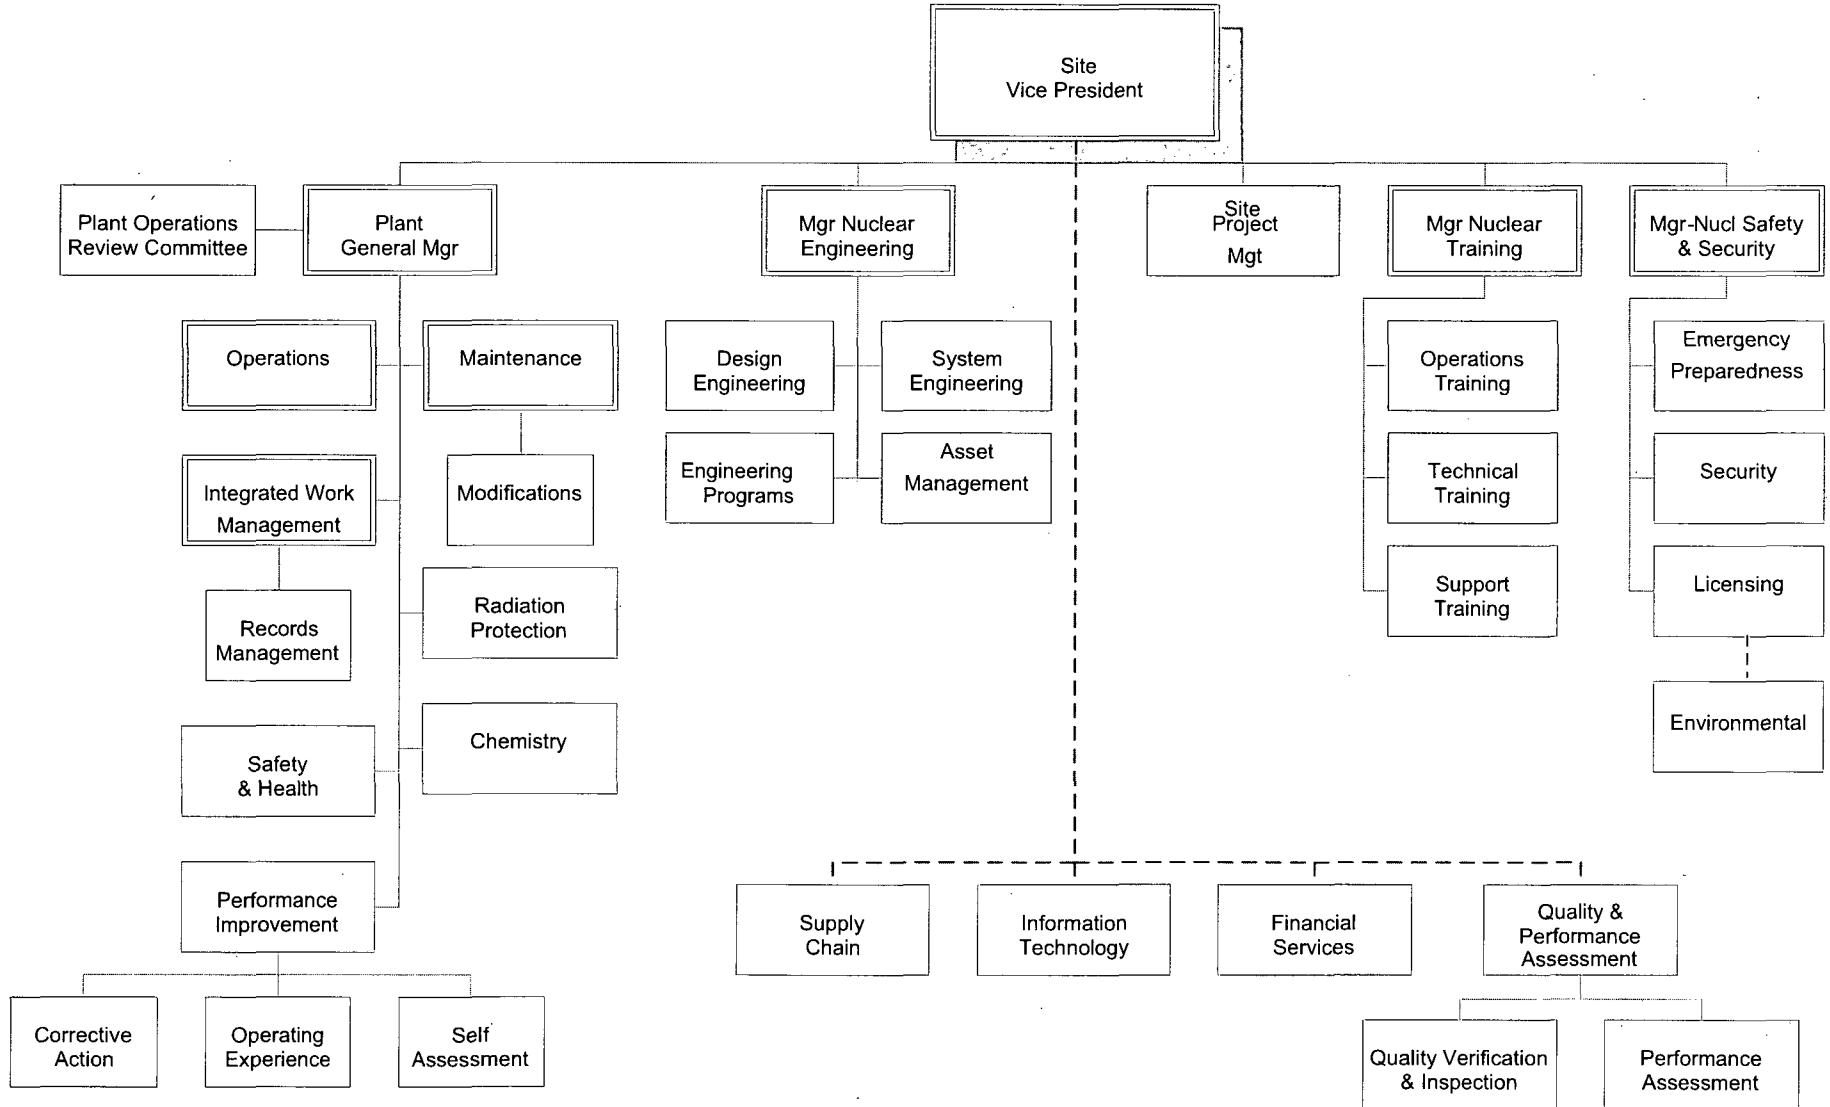 Site
Vice President
Plant Operations
Review Committee
Plant
General Mgr
Mgr Nuclear
Engineering
Site
Project
Mgt
Mgr Nuclear
Training
Mgr-Nucl Safety
& Security
Operations
Maintenance
Design
Engineering
System
Engineering
Operations
Training
Emergency
Preparedness
Integrated Work
Management
Modifications
Engineering
Programs
Asset
Management
Technical
Training
Security
Records
Management
Radiation
Protection
Support
Training
Licensing
Safety
& Health
Chemistry
Environmental
Performance
Improvement
Supply
Chain
Information
Technology
Financial
Services
Quality &
Performance
Assessment
Corrective
Action
Operating
Experience
Self
Assessment
Quality Verification
& Inspection
Performance
Assessment